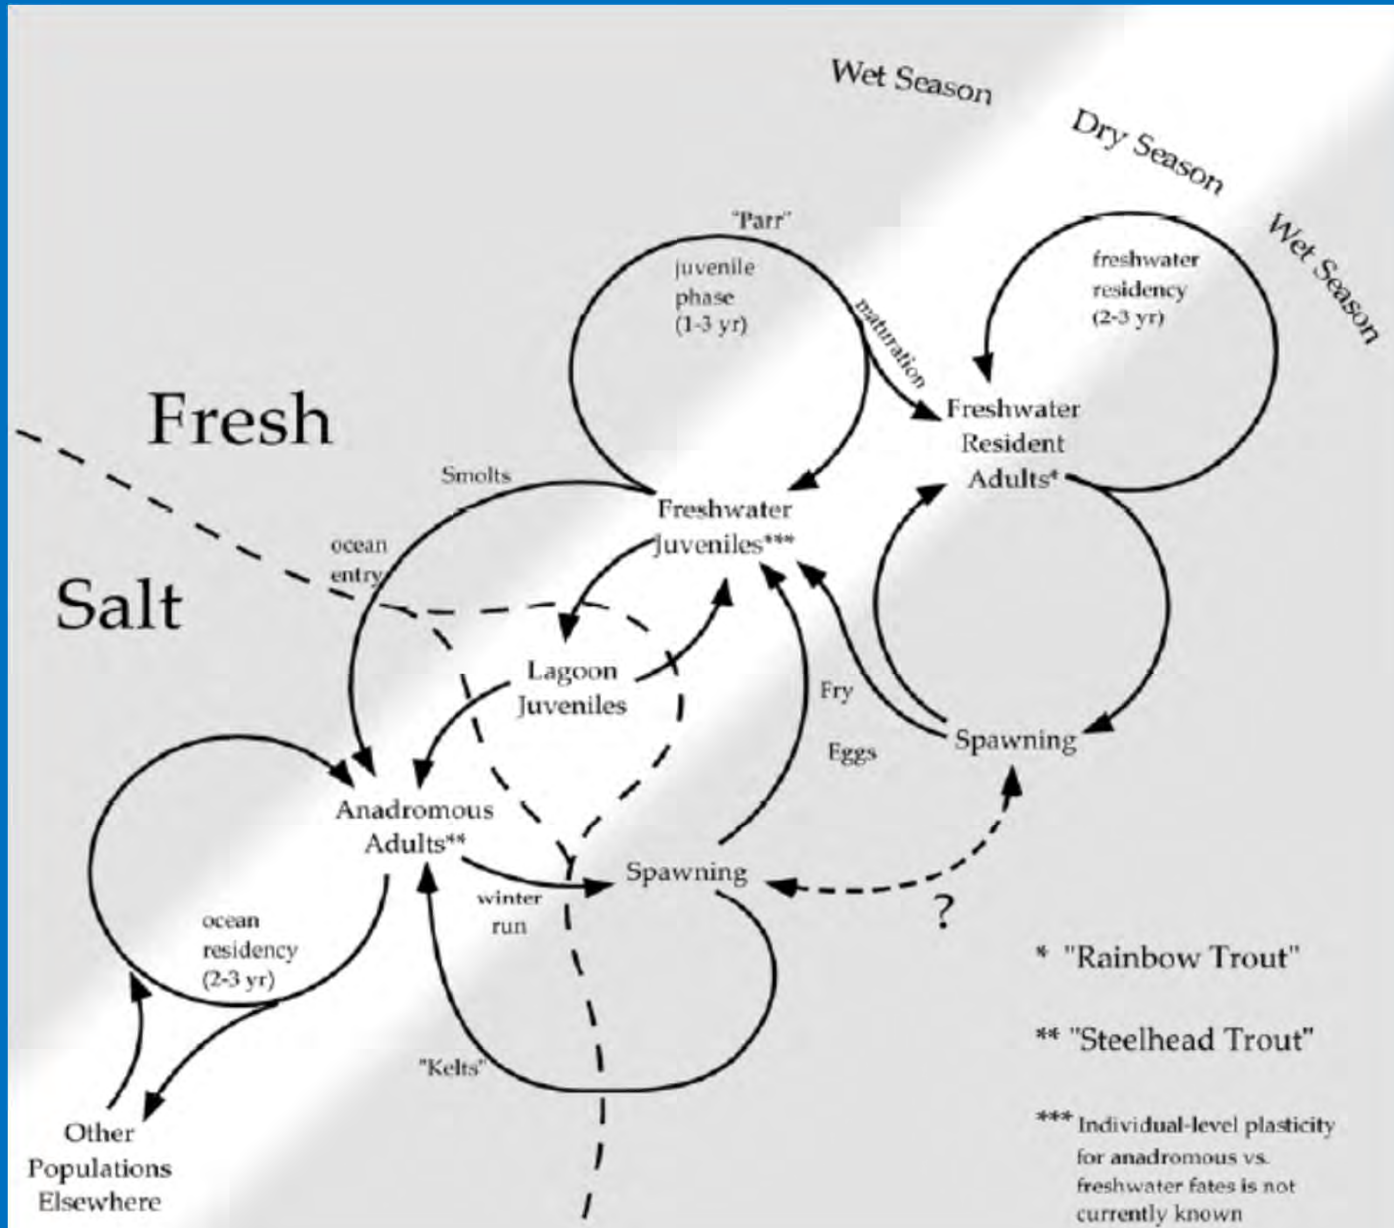 Wet Season
Dry Season
Wet Season
"Parr"
juvenile
phase
(1-3 yr)
maturation
freshwater
residency
(2-3 yr)
Freshwater
Resident
Adults*
Fresh
Smolts
Freshwater
Juveniles***
ocean
entry
Salt
Lagoon
Juveniles
Fry
Eggs
Spawning
Anadromous
Adults**
winter
run
Spawning
?
ocean
residency
(2-3 yr)
"Kelts"
Other
Populations
Elsewhere
* "Rainbow Trout"
** "Steelhead Trout"
*** Individual-level plasticity
for anadromous vs.
freshwater fates is not
currently known